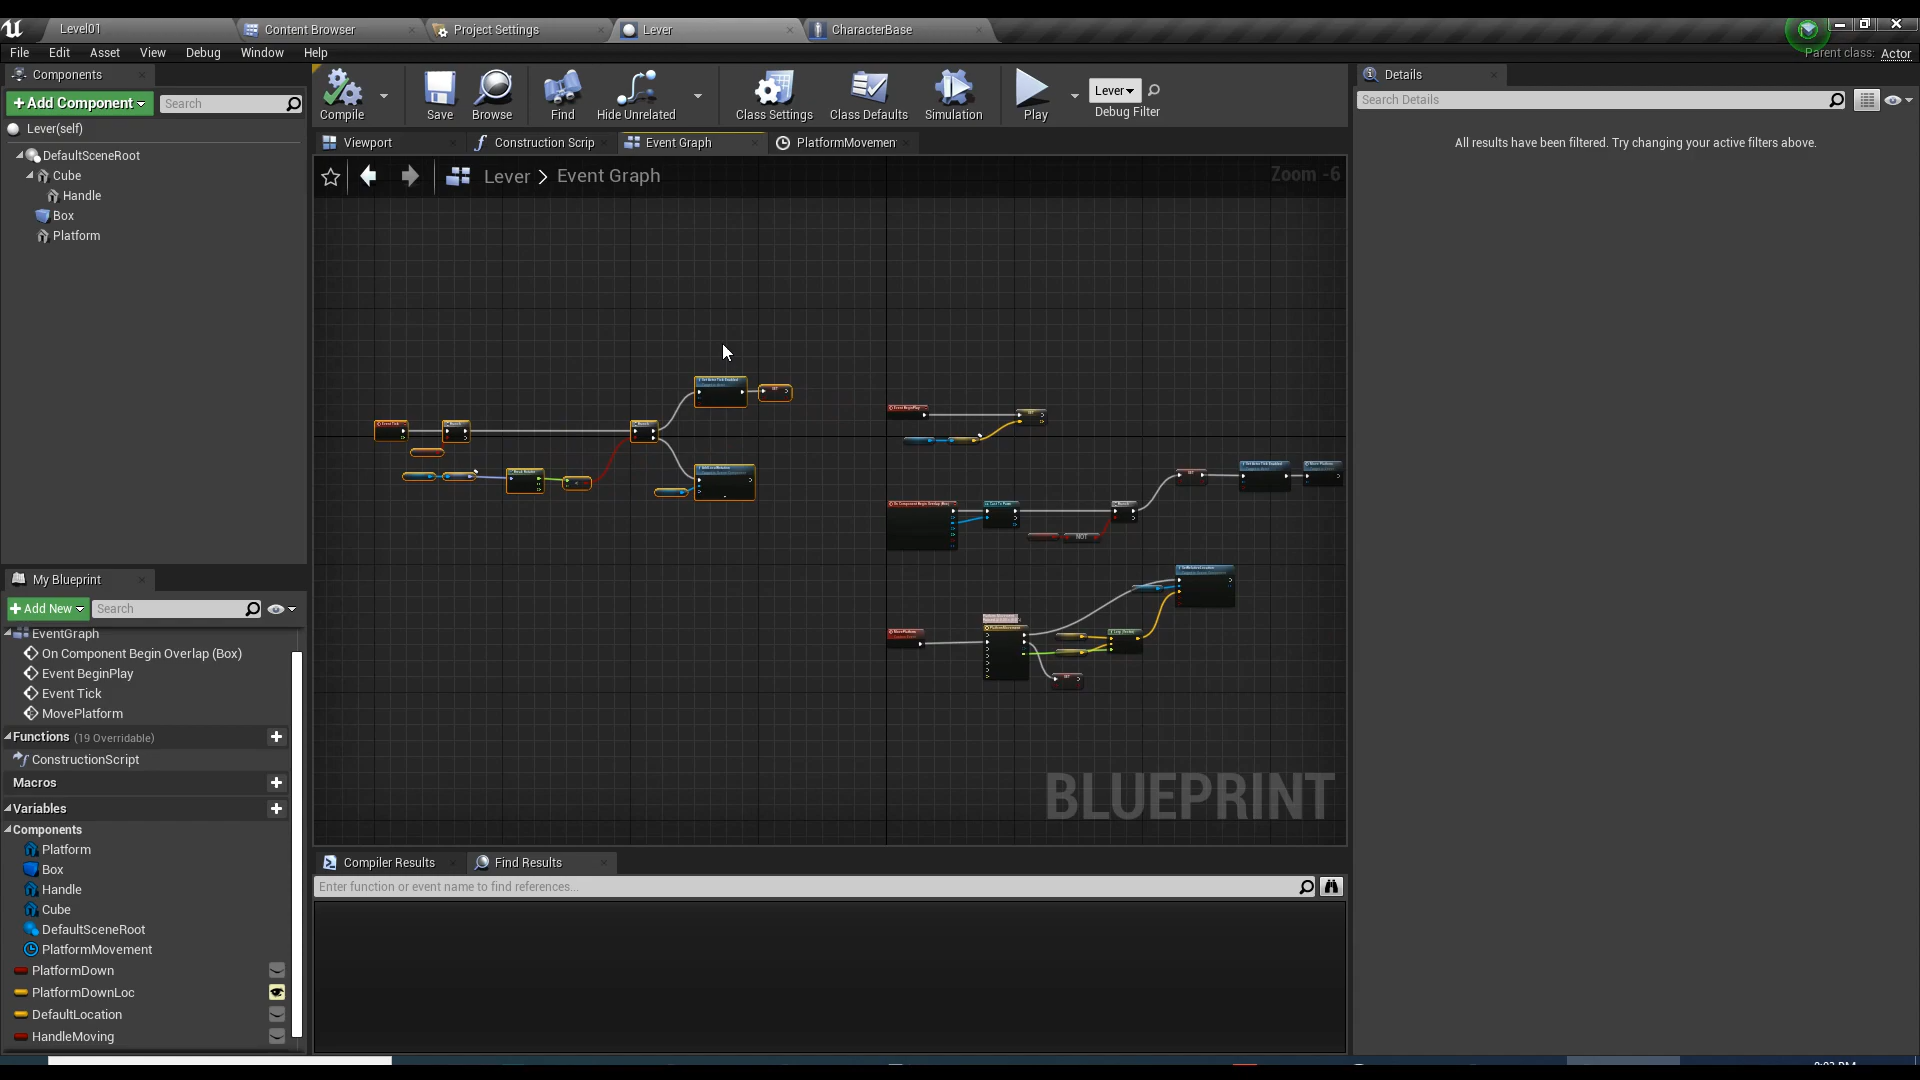 Level01
Content Browser
Project Settings
Lever
CharacterBase
File
Edit
Asset
View
Debug
Window
Help
Parent class: Actor
Components
Add Component
Search
Lever(self)
DefaultSceneRoot
Cube
Handle
Box
Platform
Compile
Save
Browse
Find
Hide Unrelated
Class Settings
Class Defaults
Simulation
Play
Lever
Debug Filter
Viewport
Construction Scrip
Event Graph
PlatformMovemen
Lever > Event Graph
Zoom -6
Event Tick
Event BeginPlay
NOT
BLUEPRINT
Details
Search Details
All results have been filtered. Try changing your active filters above.
My Blueprint
Add New
Search
EventGraph
On Component Begin Overlap (Box)
Event BeginPlay
Event Tick
MovePlatform
Functions (19 Overridable)
ConstructionScript
Macros
Variables
Components
Platform
Box
Handle
Cube
DefaultSceneRoot
PlatformMovement
PlatformDown
PlatformDownLoc
DefaultLocation
HandleMoving
Compiler Results
Find Results
Enter function or event name to find references...